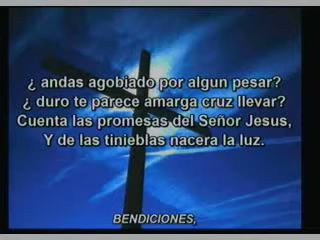 ¿ andas agobiado por algun pesar?
¿ duro te parece amarga cruz llevar?
Cuenta las promesas del Señor Jesus,
Y de las tinieblas nacera la luz.
BENDICIONES,